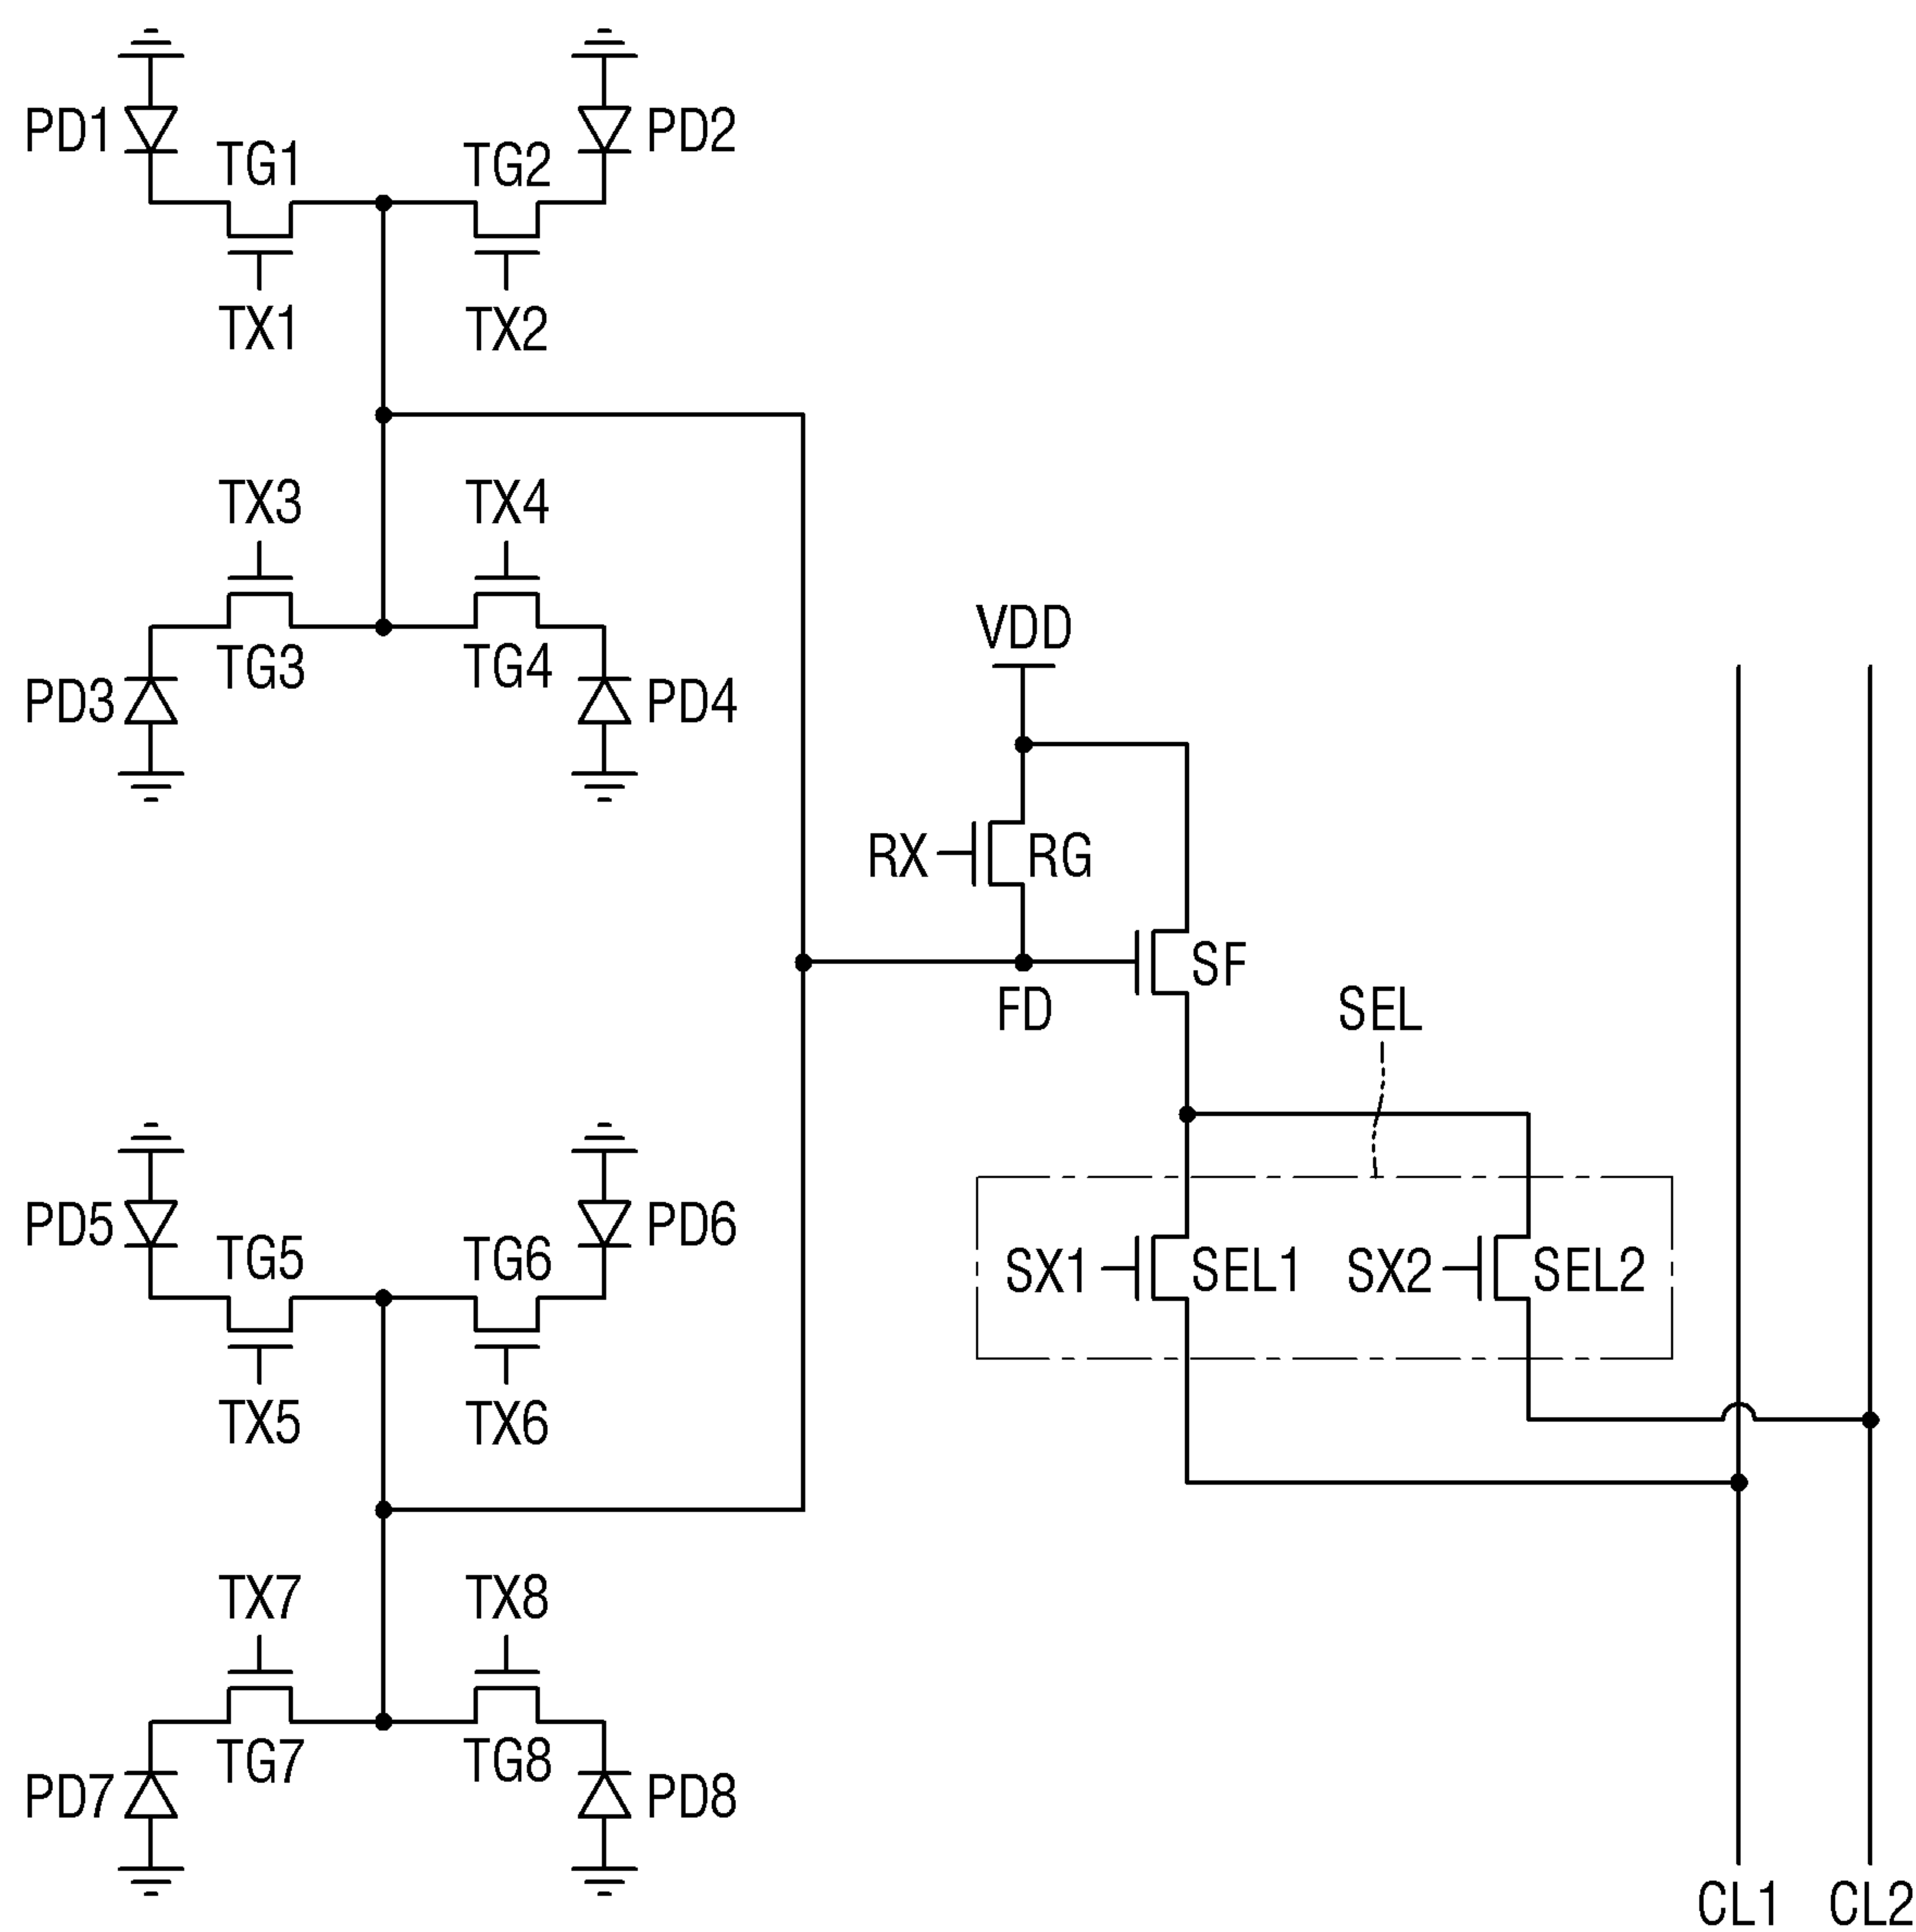 PD1
TG1
TG2
PD2
TX1
TX2
TX3
TX4
PD3
TG3
TG4
PD4
VDD
RX
RG
SF
FD
SEL
PD5
TG5
TG6
PD6
SX1
SEL1
SX2
SEL2
TX5
TX6
TX7
TX8
PD7
TG7
TG8
PD8
CL1
CL2